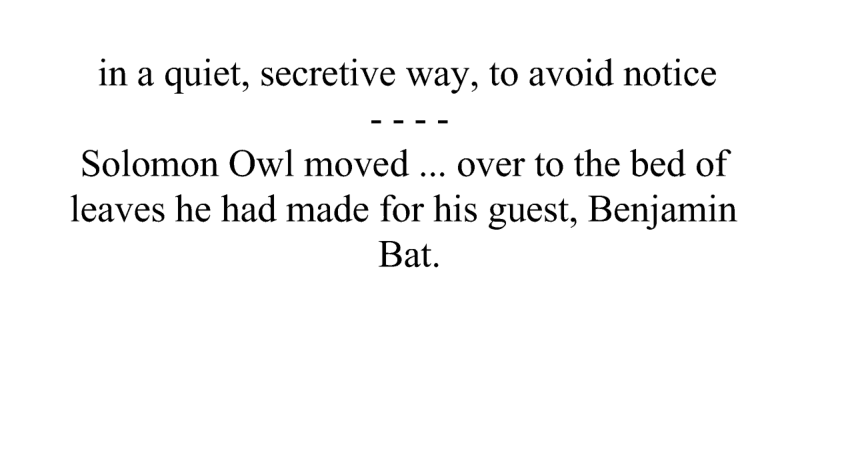 in a quiet, secretive way, to avoid notice
- - - -
Solomon Owl moved ... over to the bed of
leaves he had made for his guest, Benjamin
Bat.